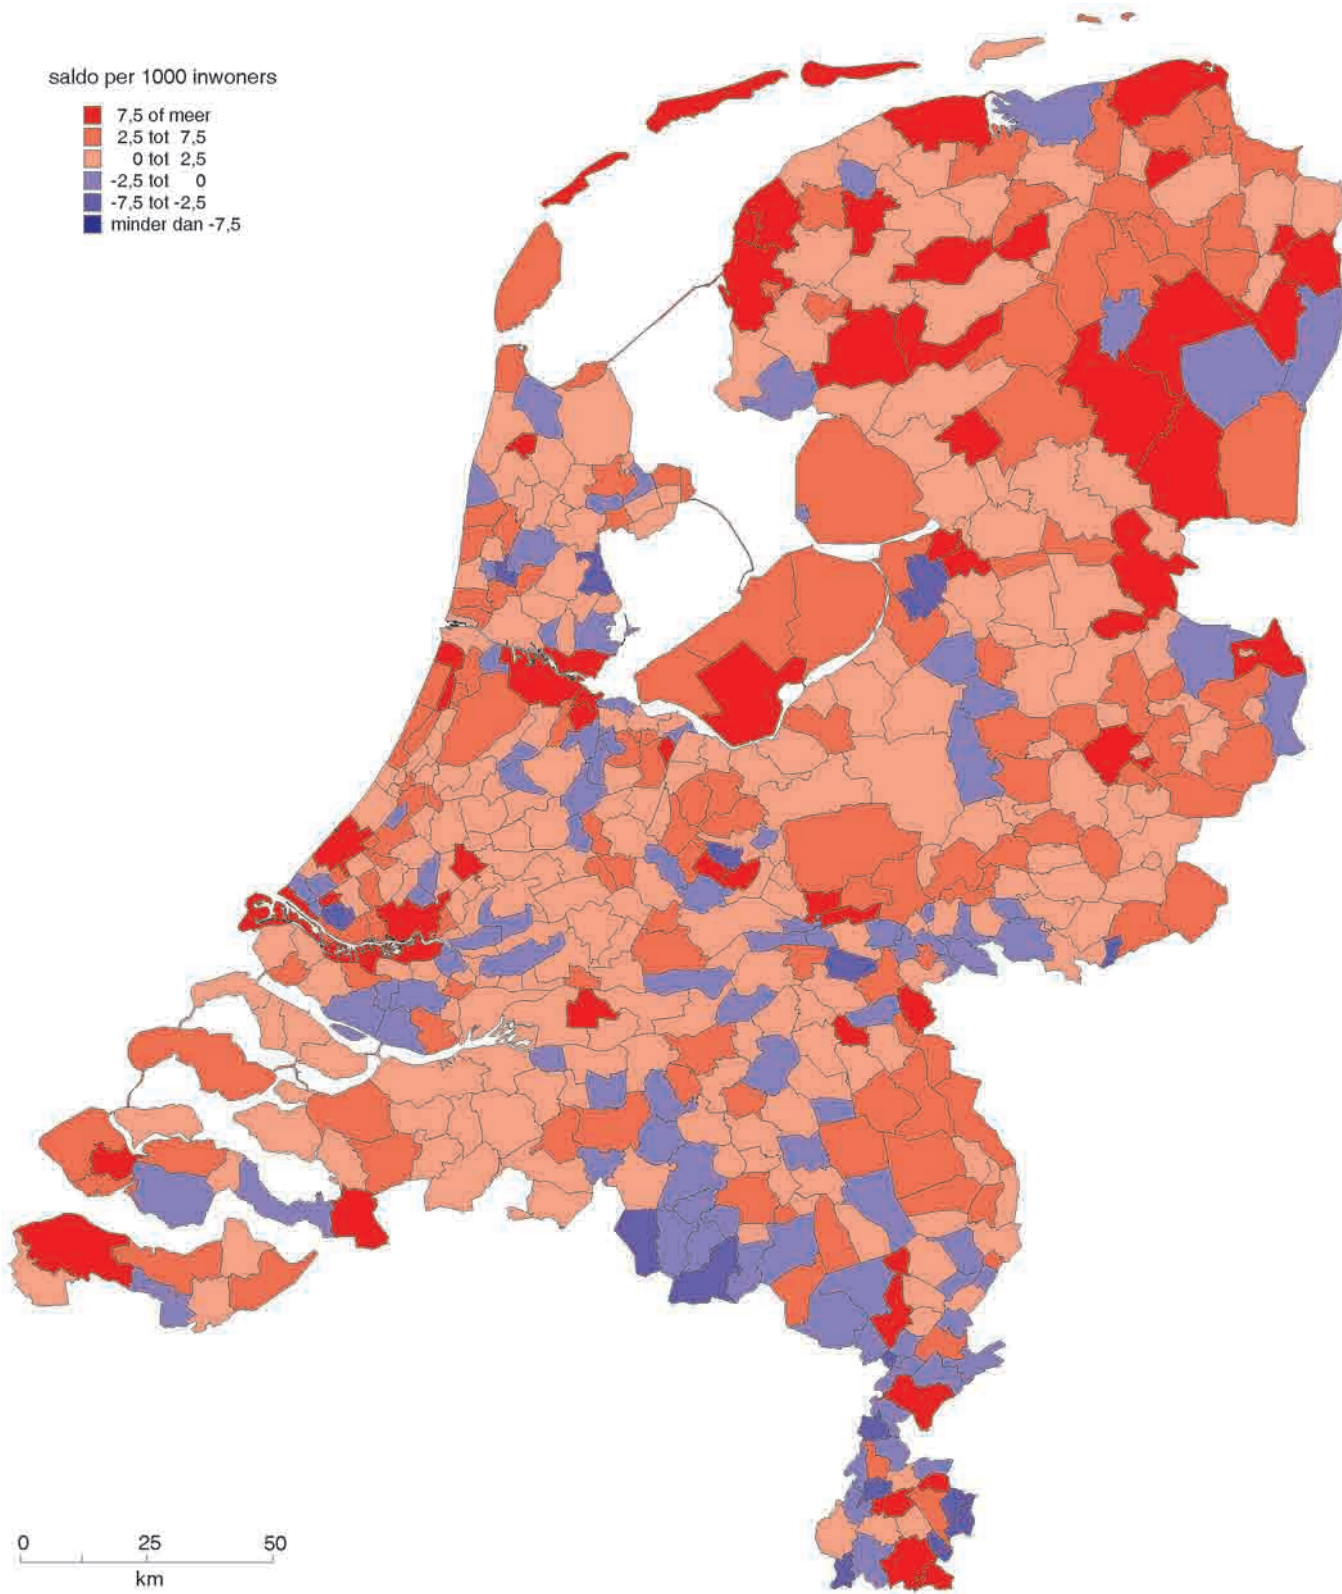 saldo per 1000 inwoners
7,5 of meer
2,5 tot 7,5
0 tot 2,5
-2,5 tot 0
-7,5 tot -2,5
minder dan -7,5
0 25 50
km